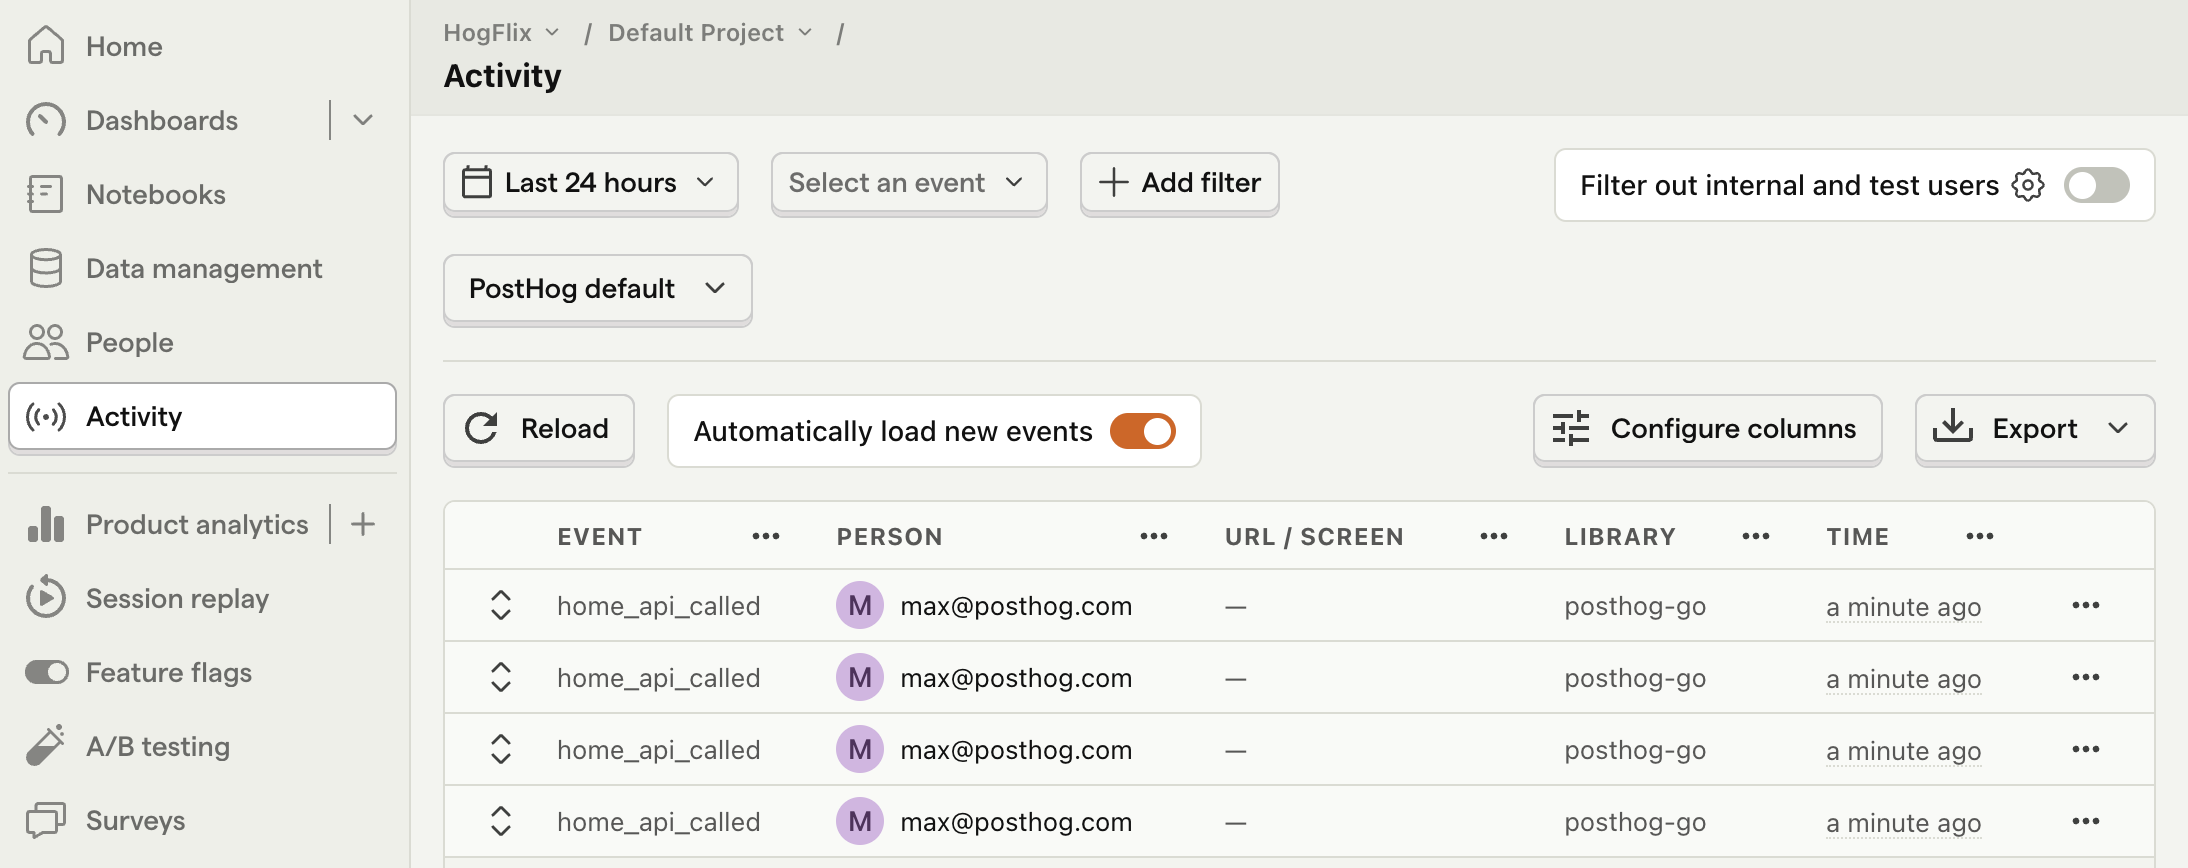 Home
Dashboards
Notebooks
Data management
People
Activity
Product analytics
Session replay
Feature flags
A/B testing
Surveys
HogFlix / Default Project /
Activity
Last 24 hours Select an event Add filter Filter out internal and test users
PostHog default
Reload Automatically load new events Configure columns Export
EVENT ••• PERSON ••• URL / SCREEN ••• LIBRARY ••• TIME •••
home_api_called M max@posthog.com — posthog-go a minute ago •••
home_api_called M max@posthog.com — posthog-go a minute ago •••
home_api_called M max@posthog.com — posthog-go a minute ago •••
home_api_called M max@posthog.com — posthog-go a minute ago •••